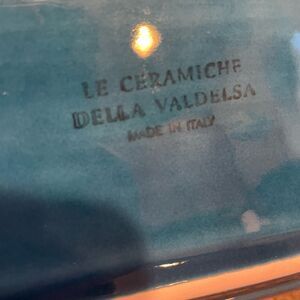 LE CERAMICHE
DELLA VALDELSA
MADE IN ITALY